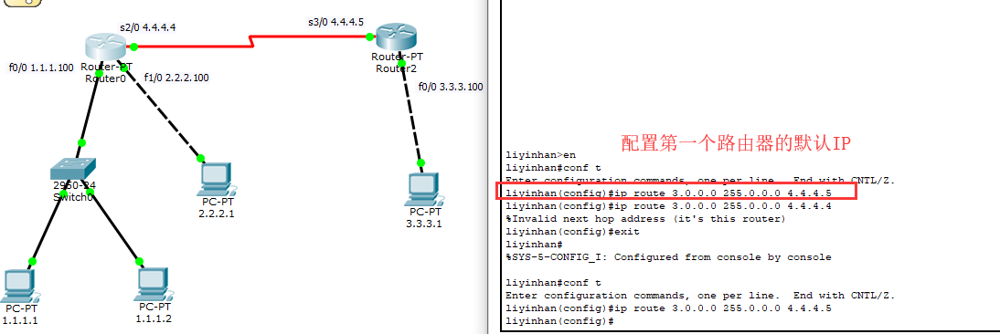 s2/0 4.4.4.4
s3/0 4.4.4.5
Router-PT
Router0
Router-PT
Router2
f0/0 1.1.1.100
f1/0 2.2.2.100
f0/0 3.3.3.100
2950-24
Switch0
PC-PT
2.2.2.1
PC-PT
3.3.3.1
PC-PT
1.1.1.1
PC-PT
1.1.1.2
配置第一个路由器的默认IP
liyinhan>en
liyinhan#conf t
Enter configuration commands, one per line.  End with CNTL/Z.
liyinhan(config)#ip route 3.0.0.0 255.0.0.0 4.4.4.5
liyinhan(config)#ip route 3.0.0.0 255.0.0.0 4.4.4.4
%Invalid next hop address (it's this router)
liyinhan(config)#exit
liyinhan#
%SYS-5-CONFIG_I: Configured from console by console
liyinhan#conf t
Enter configuration commands, one per line.  End with CNTL/Z.
liyinhan(config)#ip route 3.0.0.0 255.0.0.0 4.4.4.5
liyinhan(config)#